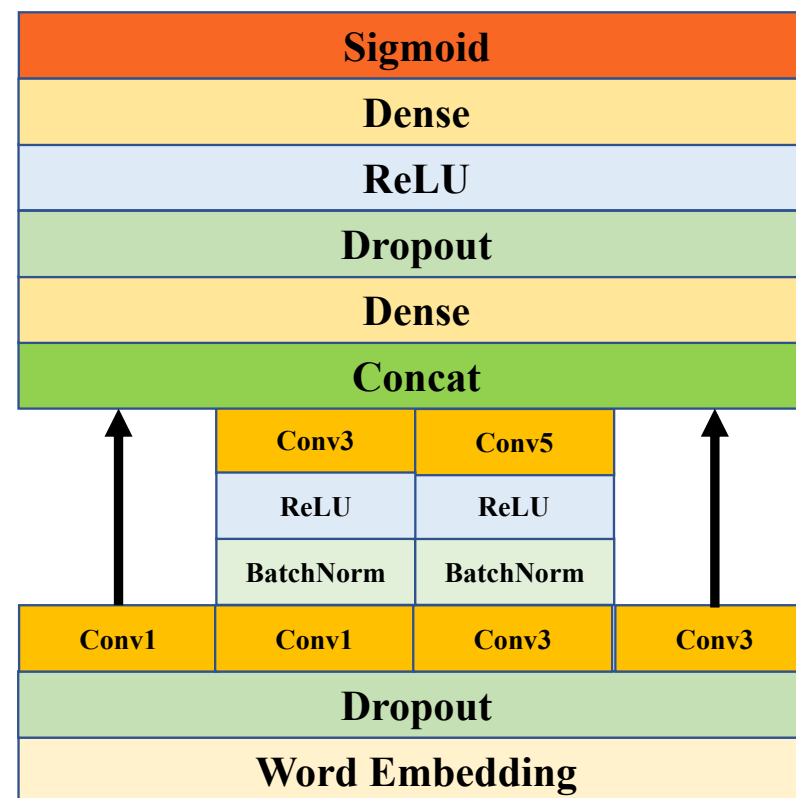 Sigmoid
Dense
ReLU
Dropout
Dense
Concat
Conv3 Conv5
ReLU ReLU
BatchNorm BatchNorm
Conv1 Conv1 Conv3 Conv3
Dropout
Word Embedding